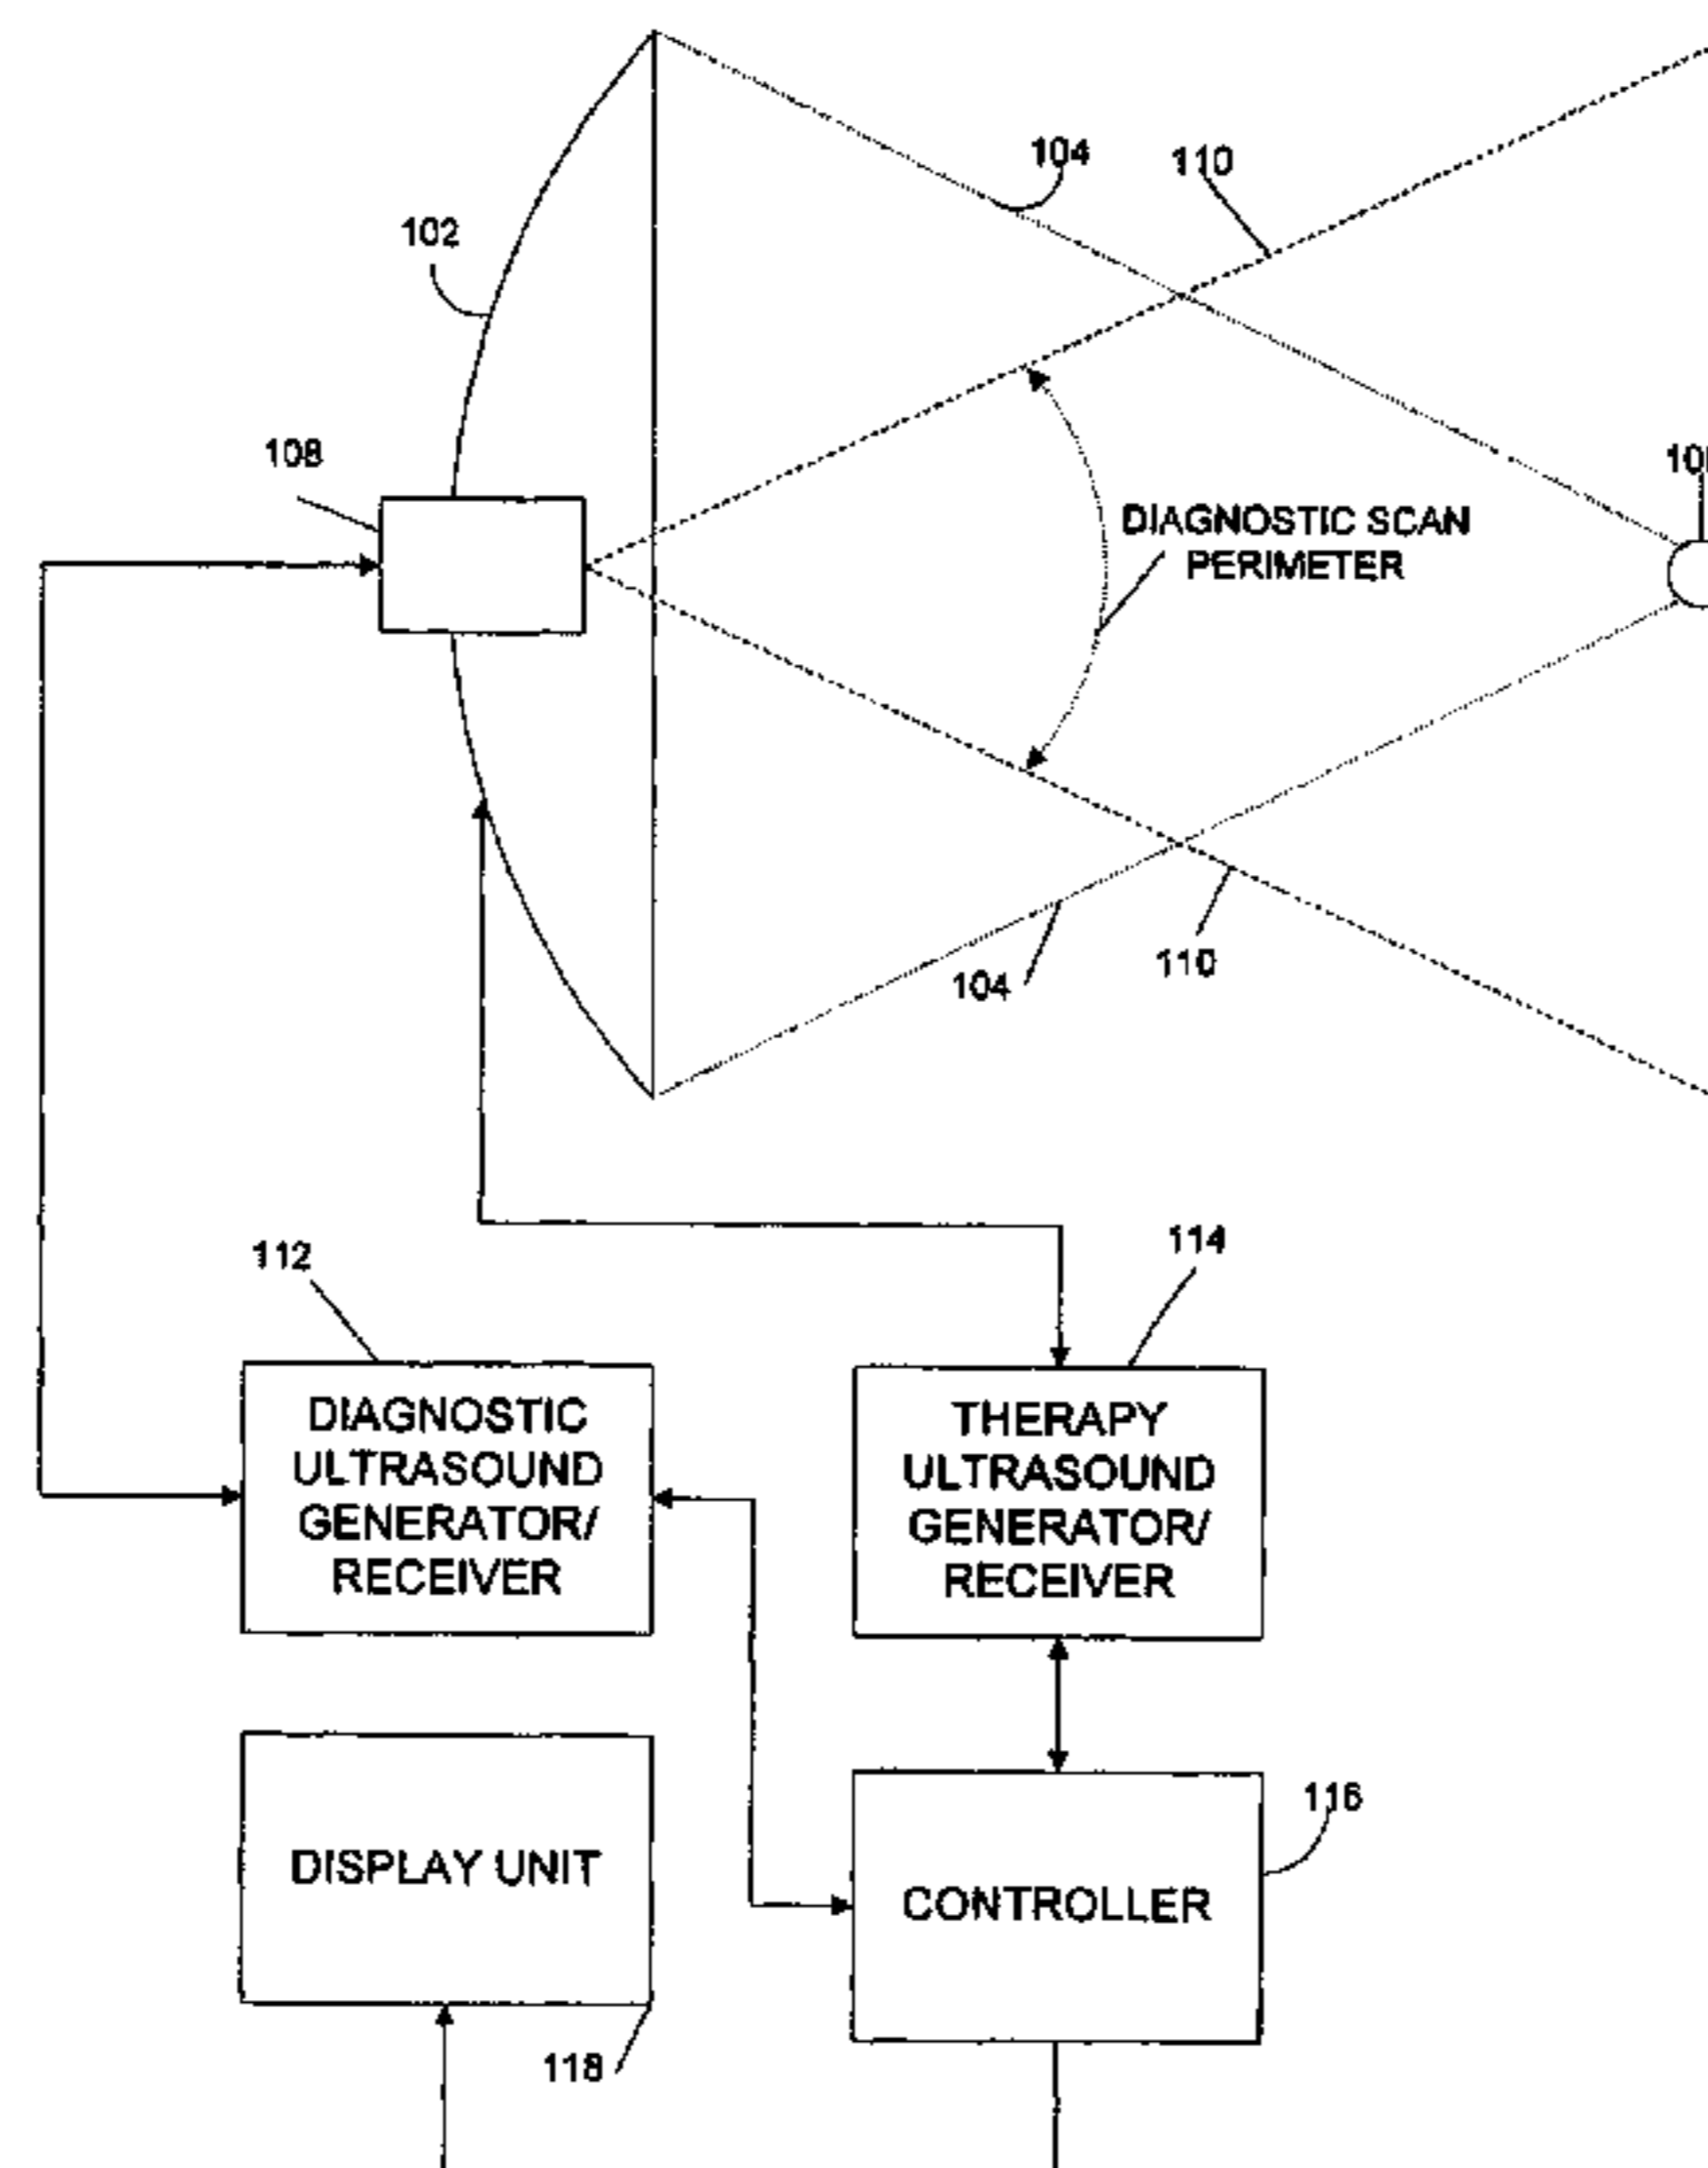 104
110
102
108
DIAGNOSTIC SCAN
PERIMETER
110
104
112
114
DIAGNOSTIC
ULTRASOUND
GENERATOR/
RECEIVER
THERAPY
ULTRASOUND
GENERATOR/
RECEIVER
116
DISPLAY UNIT
CONTROLLER
118